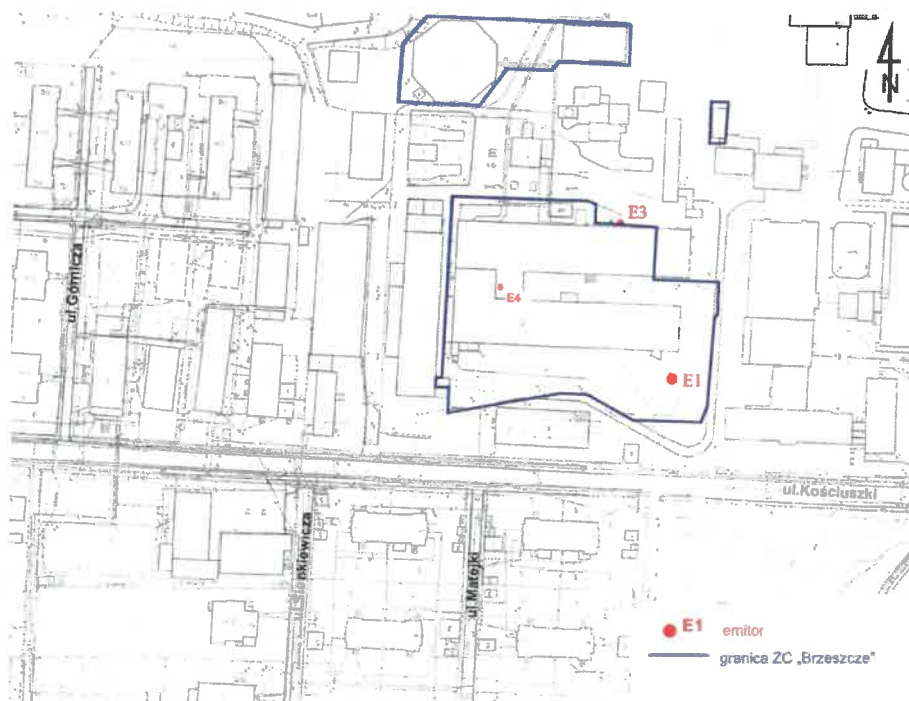 N
E3
E4
E1
ul.Górnicza
ul.Kościuszki
ul.Matejki
E1 emitor
granica ZC „Brzeszcze"